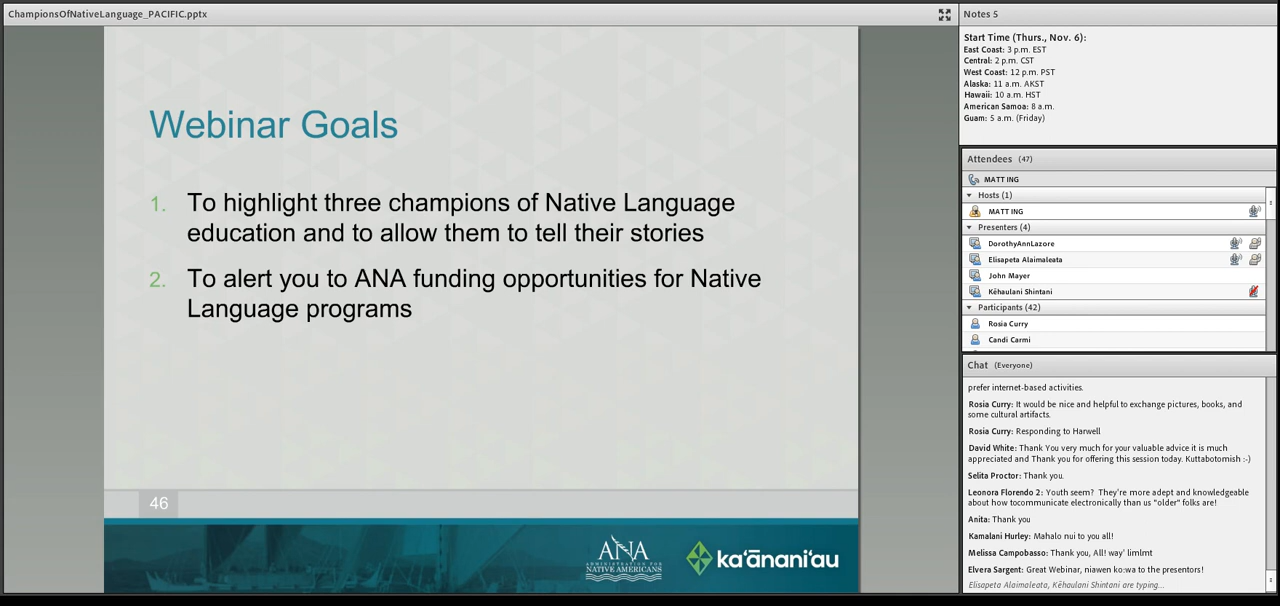 ChampionsOfNativeLanguage_PACIFIC.pptx
Webinar Goals
1. To highlight three champions of Native Language
education and to allow them to tell their stories
2. To alert you to ANA funding opportunities for Native
Language programs
46
ANA
ADMINISTRATION FOR
NATIVE AMERICANS
kaʻānaniʻau
Notes 5
Start Time (Thurs., Nov. 6):
East Coast: 3 p.m. EST
Central: 2 p.m. CST
West Coast: 12 p.m. PST
Alaska: 11 a.m. AKST
Hawaii: 10 a.m. HST
American Samoa: 8 a.m.
Guam: 5 a.m. (Friday)
Attendees (47)
MATT ING
Hosts (1)
MATT ING
Presenters (4)
DorothyAnnLazore
Elisapeta Alaimaleata
John Mayer
Kēhaulani Shintani
Participants (42)
Rosia Curry
Candi Carmi
Chat (Everyone)
prefer internet-based activities.
Rosia Curry: It would be nice and helpful to exchange pictures, books, and
some cultural artifacts.
Rosia Curry: Responding to Harwell
David White: Thank You very much for your valuable advice it is much
appreciated and Thank you for offering this session today. Kuttabotomish :-)
Selita Proctor: Thank you.
Leonora Florendo 2: Youth seem? They're more adept and knowledgeable
about how tocommunicate electronically than us "older" folks are!
Anita: Thank you
Kamalani Hurley: Mahalo nui to you all!
Melissa Campobasso: Thank you, All! way' limlmt
Elvera Sargent: Great Webinar, niawen ko:wa to the presentors!
Elisapeta Alaimaleata, Kēhaulani Shintani are typing...